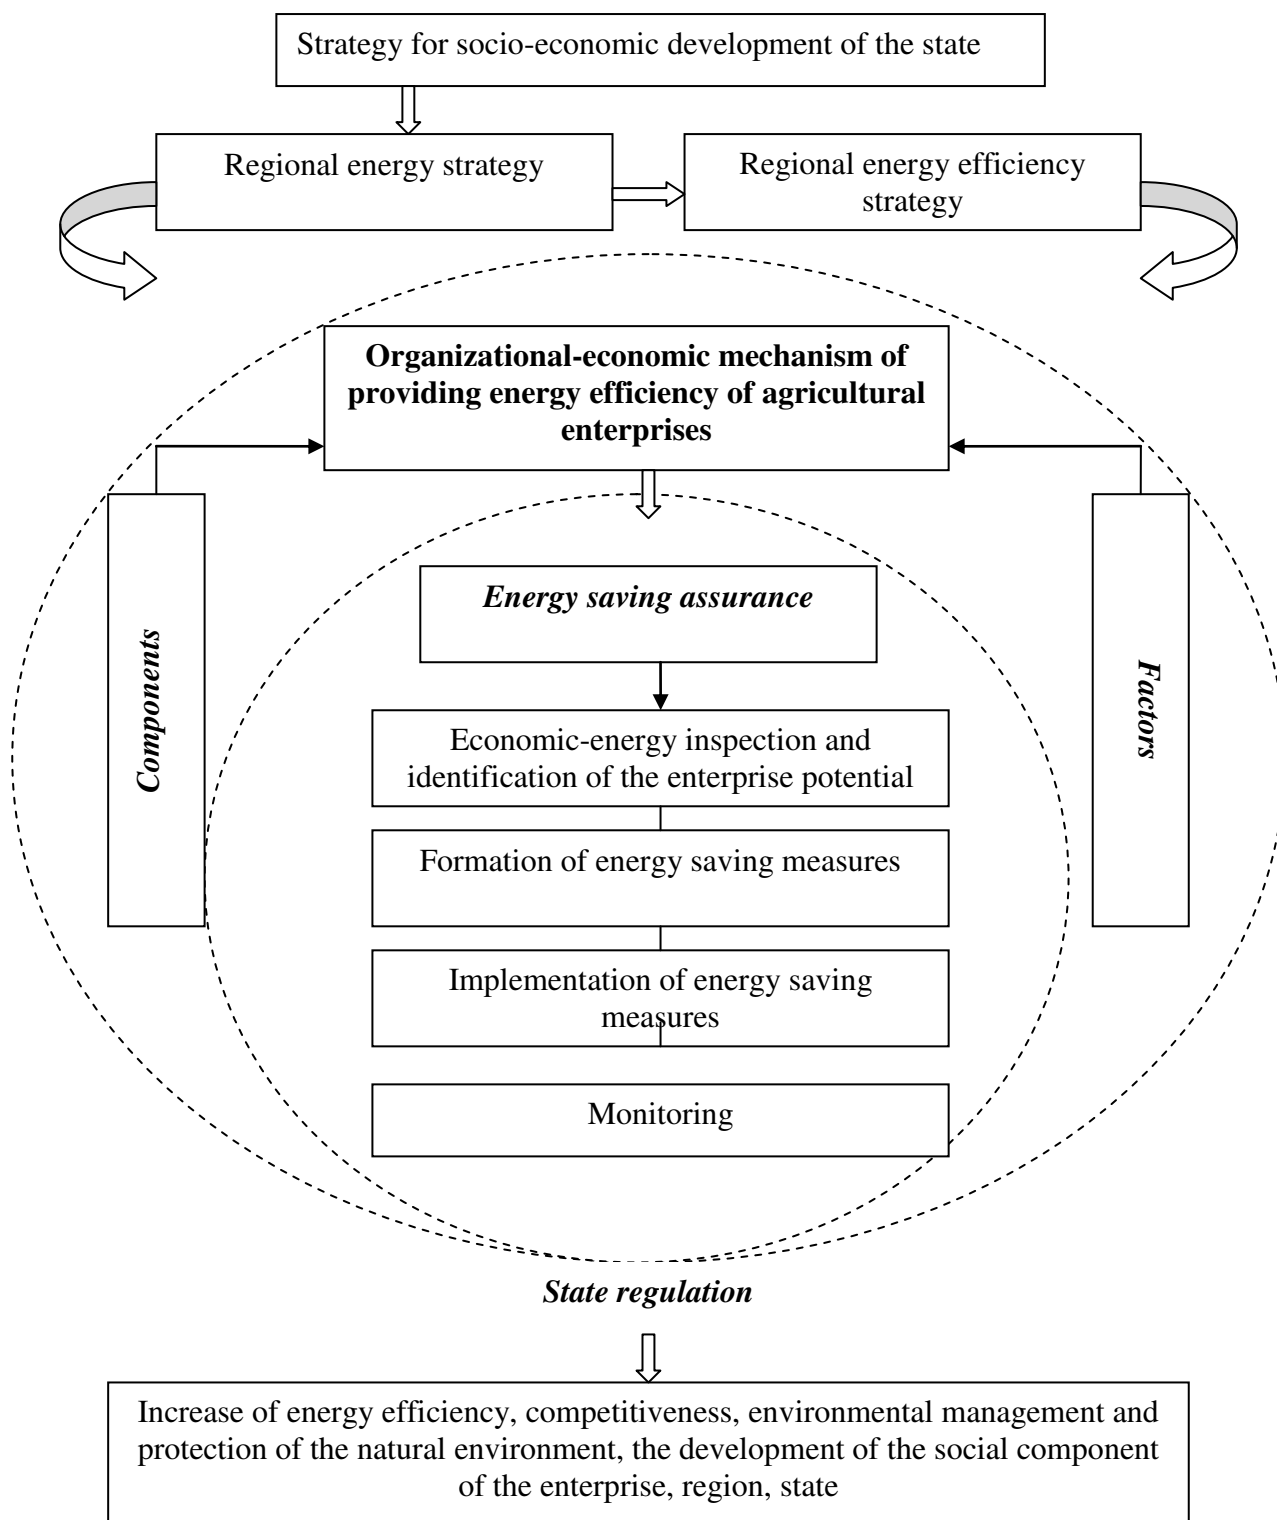 Strategy for socio-economic development of the state
Regional energy strategy
Regional energy efficiency
strategy
Organizational-economic mechanism of
providing energy efficiency of agricultural
enterprises
Components
Factors
Energy saving assurance
Economic-energy inspection and
identification of the enterprise potential
Formation of energy saving measures
Implementation of energy saving
measures
Monitoring
State regulation
Increase of energy efficiency, competitiveness, environmental management and
protection of the natural environment, the development of the social component
of the enterprise, region, state